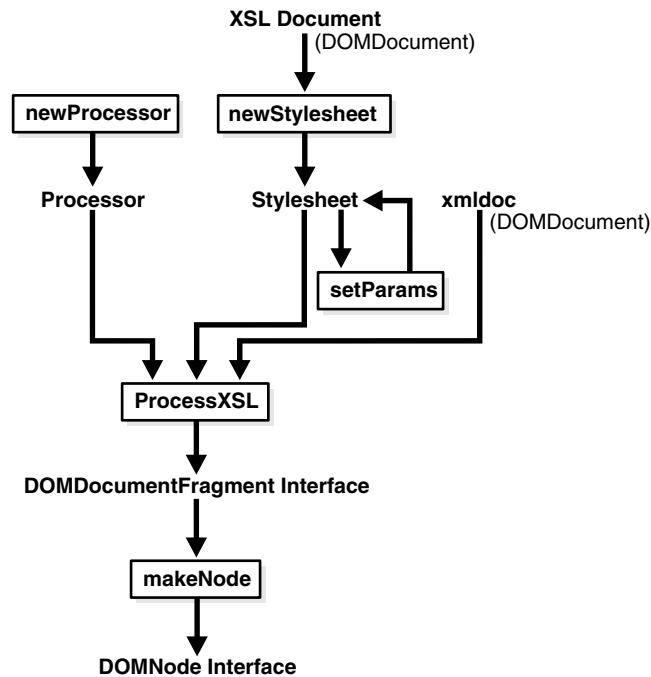 XSL Document
(DOMDocument)
newProcessor
newStylesheet
Processor
Stylesheet
xmldoc
(DOMDocument)
setParams
ProcessXSL
DOMDocumentFragment Interface
makeNode
DOMNode Interface